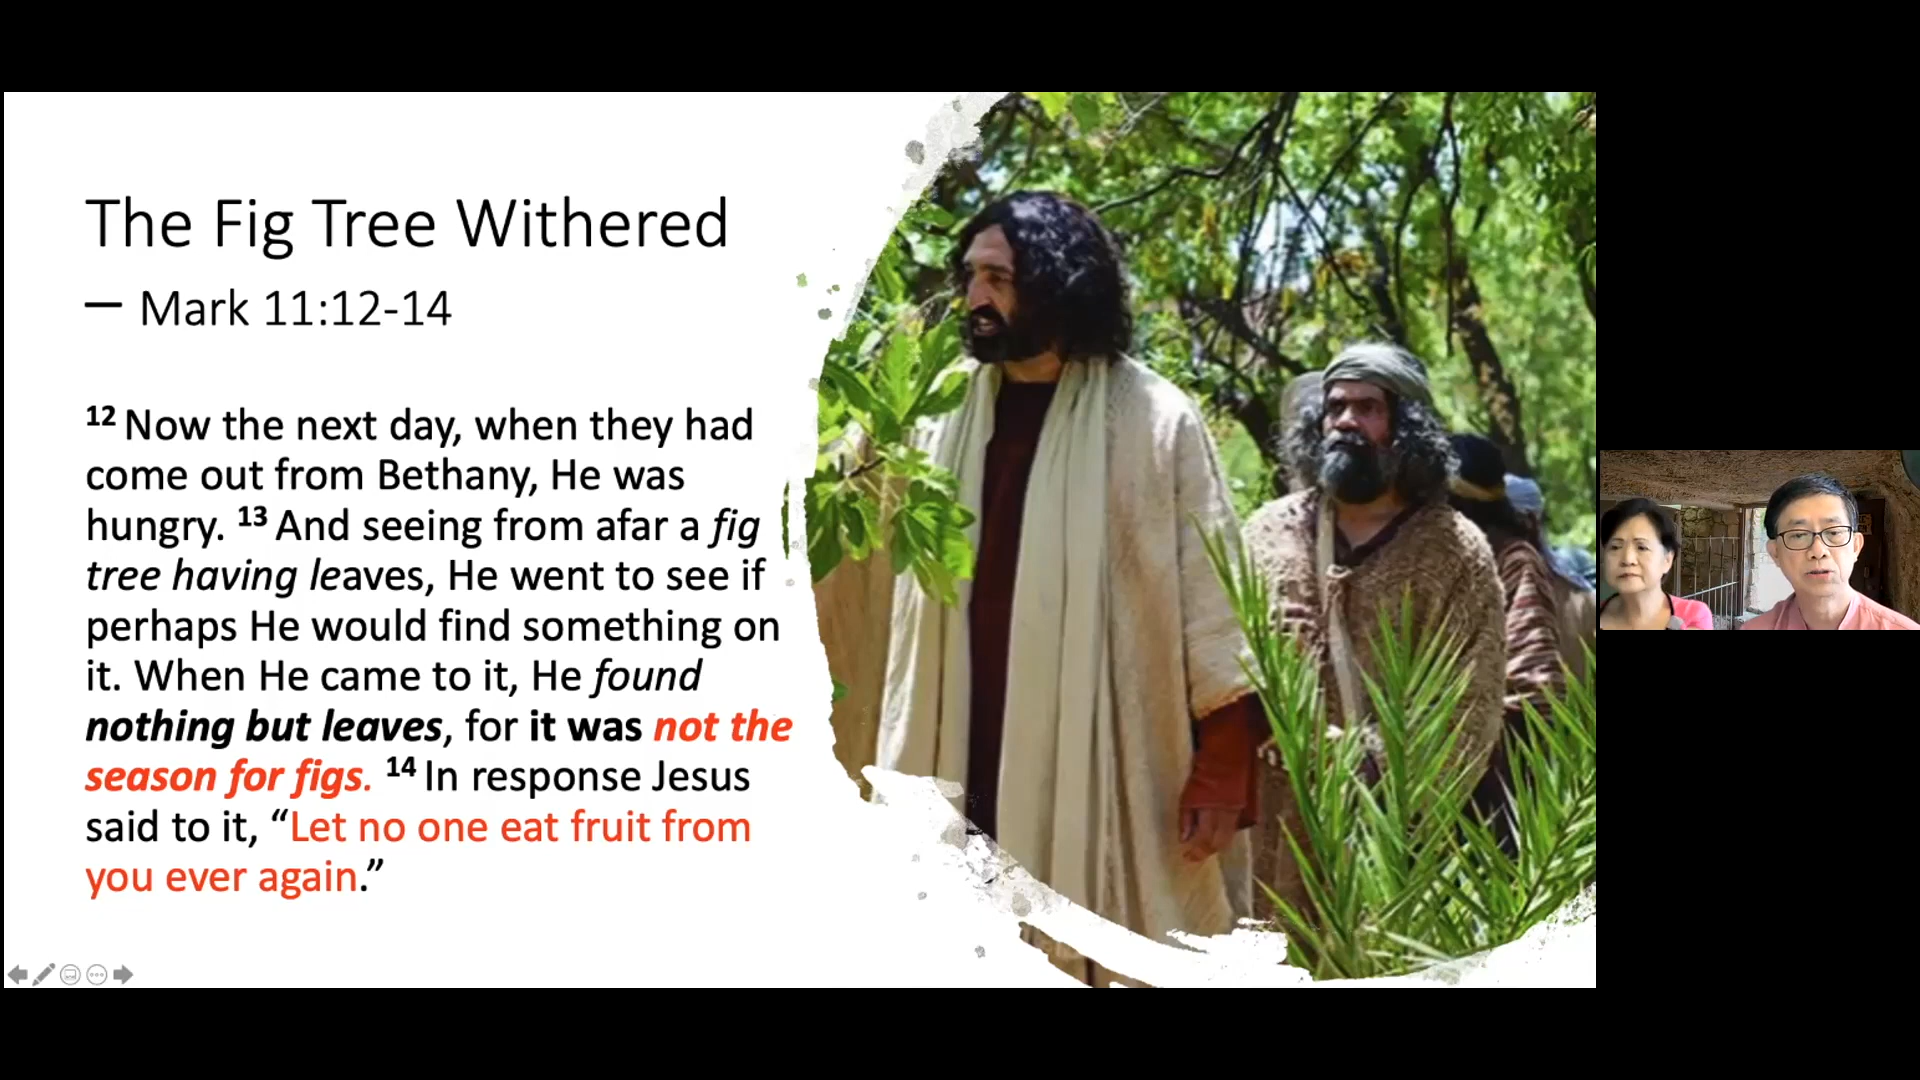 The Fig Tree Withered
– Mark 11:12-14
12 Now the next day, when they had
come out from Bethany, He was
hungry. 13 And seeing from afar a fig
tree having leaves, He went to see if
perhaps He would find something on
it. When He came to it, He found
nothing but leaves, for it was not the
season for figs. 14 In response Jesus
said to it, “Let no one eat fruit from
you ever again.”